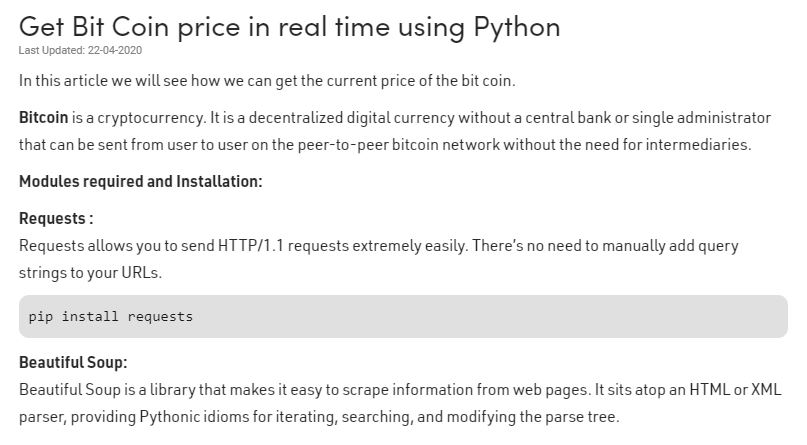 Get Bit Coin price in real time using Python
Last Updated: 22-04-2020
In this article we will see how we can get the current price of the bit coin.
Bitcoin is a cryptocurrency. It is a decentralized digital currency without a central bank or single administrator
that can be sent from user to user on the peer-to-peer bitcoin network without the need for intermediaries.
Modules required and Installation:
Requests :
Requests allows you to send HTTP/1.1 requests extremely easily. There’s no need to manually add query
strings to your URLs.
pip install requests
Beautiful Soup:
Beautiful Soup is a library that makes it easy to scrape information from web pages. It sits atop an HTML or XML
parser, providing Pythonic idioms for iterating, searching, and modifying the parse tree.